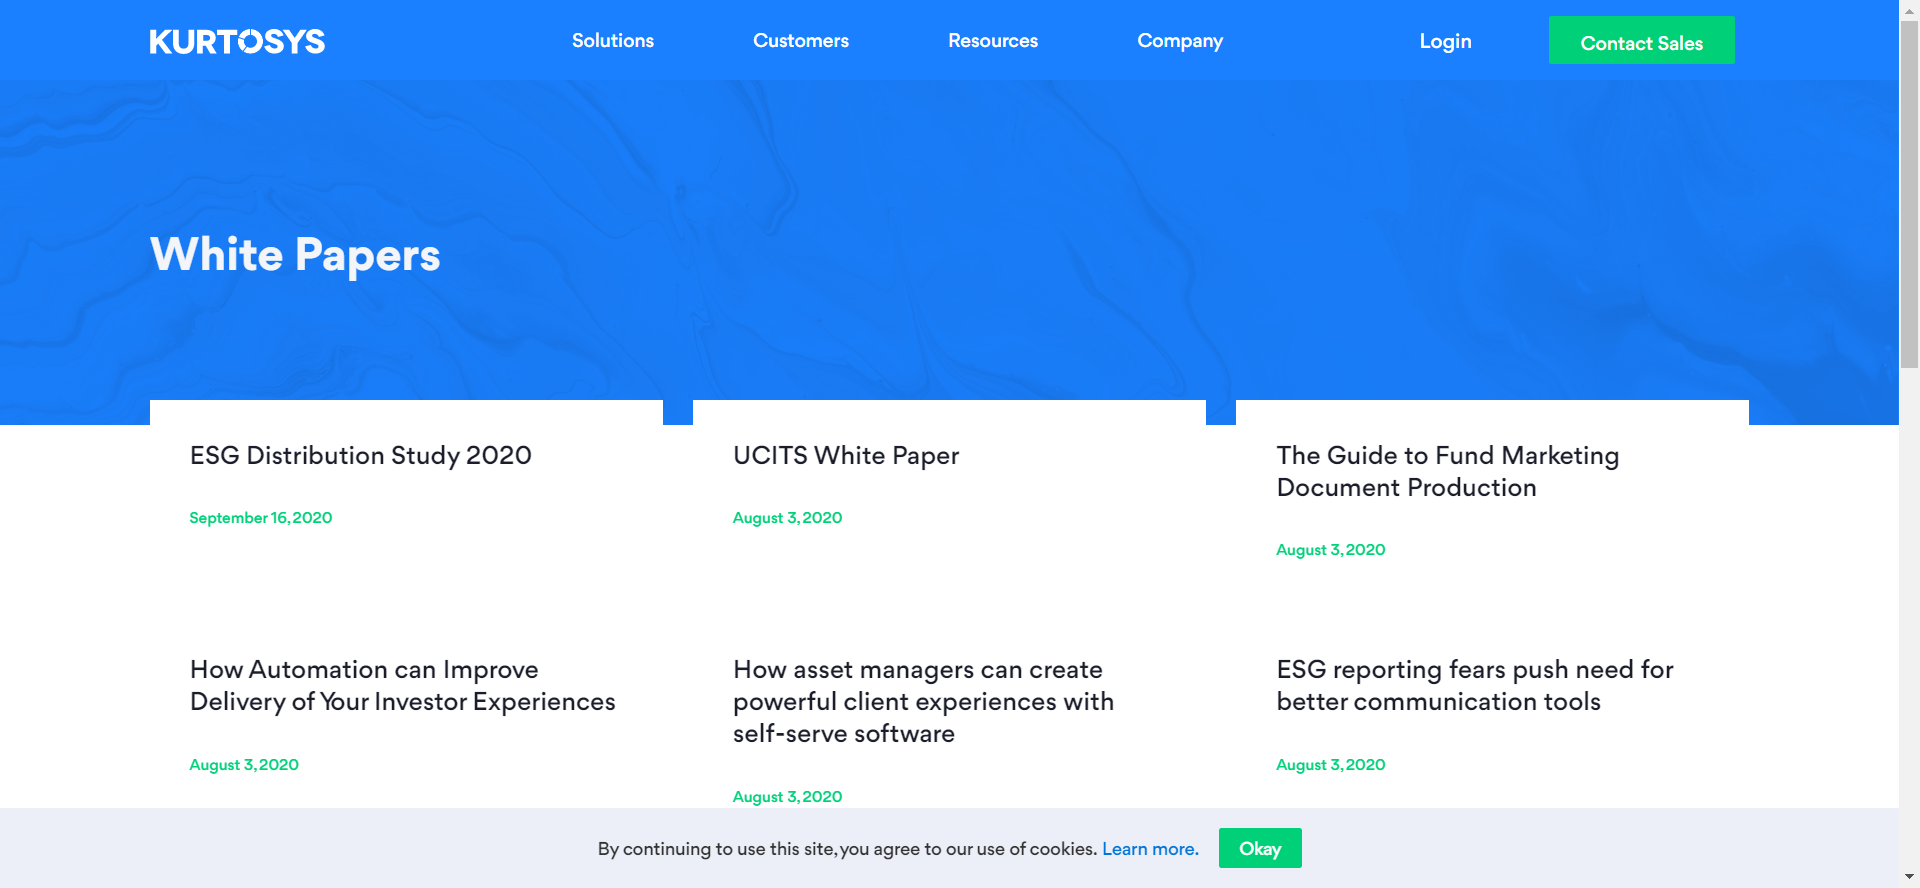 KURTOSYS
Solutions
Customers
Resources
Company
Login
Contact Sales
White Papers
ESG Distribution Study 2020
September 16, 2020
UCITS White Paper
August 3, 2020
The Guide to Fund Marketing
Document Production
August 3, 2020
How Automation can Improve
Delivery of Your Investor Experiences
August 3, 2020
How asset managers can create
powerful client experiences with
self-serve software
August 3, 2020
ESG reporting fears push need for
better communication tools
August 3, 2020
By continuing to use this site, you agree to our use of cookies. Learn more.
Okay